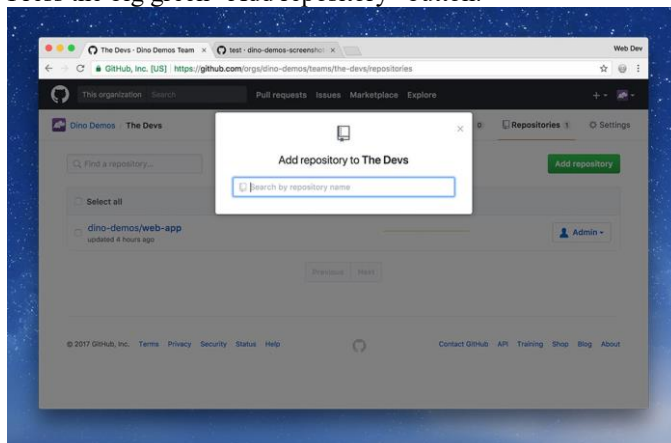 The Devs · Dino Demos Team
test · dino-demos-screenshot
Web Dev
GitHub, Inc. [US] https://github.com/orgs/dino-demos/teams/the-devs/repositories
This organization Search Pull requests Issues Marketplace Explore
Dino Demos / The Devs
0 Repositories 1 Settings
Add repository to The Devs
Search by repository name
Find a repository...
Add repository
Select all
dino-demos/web-app
updated 4 hours ago
Admin
Previous Next
© 2017 GitHub, Inc. Terms Privacy Security Status Help Contact GitHub API Training Shop Blog About